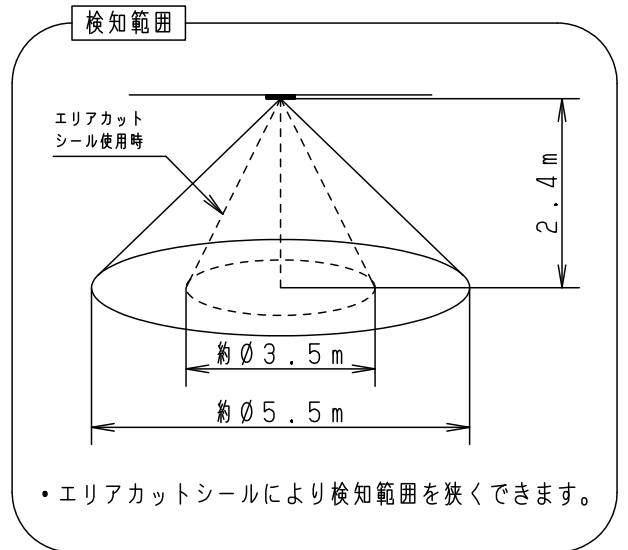 検知範囲
エリアカット
シール使用時
2.4m
約Ø3.5m
約Ø5.5m
・エリアカットシールにより検知範囲を狭くできます。